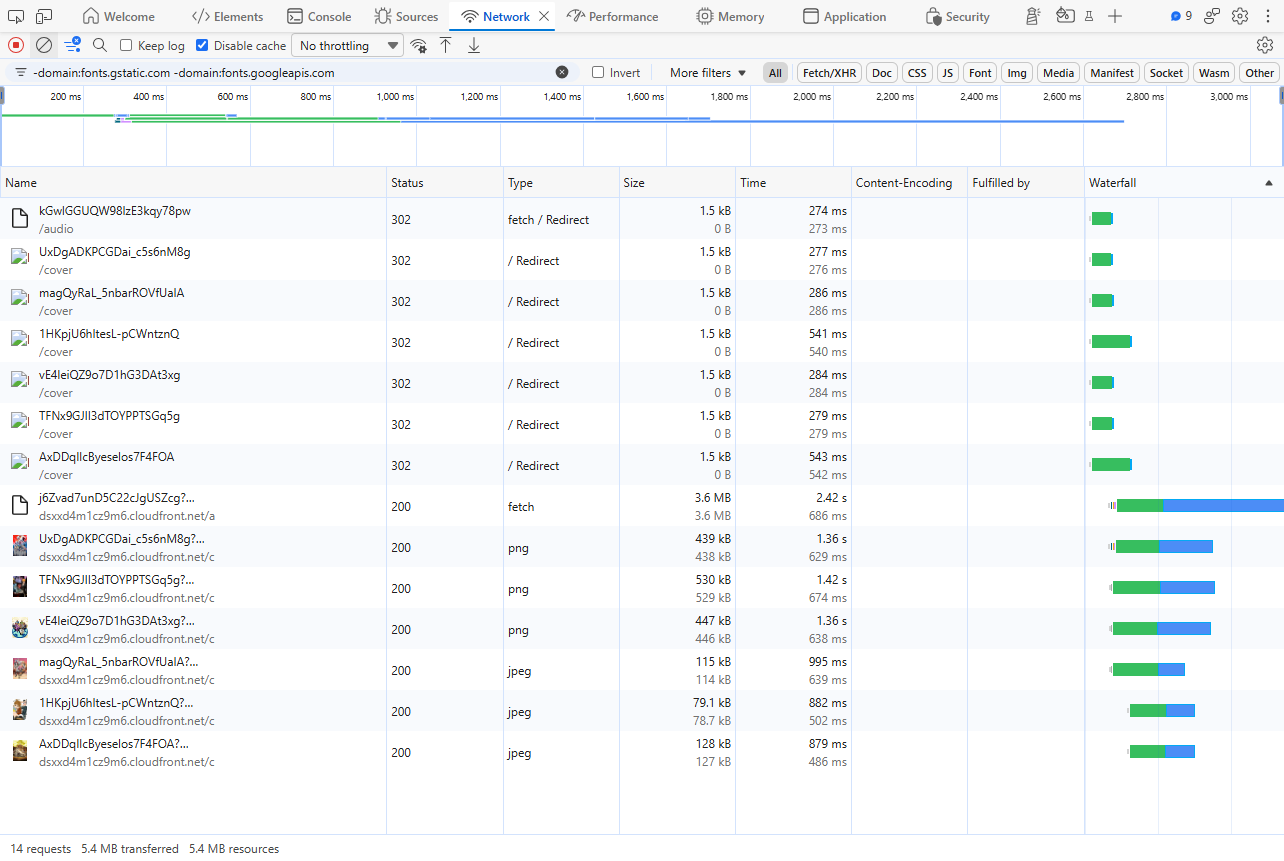 Welcome Elements Console Sources Network Performance Memory Application Security 9
Keep log Disable cache No throttling
-domain:fonts.gstatic.com -domain:fonts.googleapis.com Invert More filters All Fetch/XHR Doc CSS JS Font Img Media Manifest Socket Wasm Other
200 ms 400 ms 600 ms 800 ms 1,000 ms 1,200 ms 1,400 ms 1,600 ms 1,800 ms 2,000 ms 2,200 ms 2,400 ms 2,600 ms 2,800 ms 3,000 ms
Name Status Type Size Time Content-Encoding Fulfilled by Waterfall
kGwlGGUQW98IzE3kqy78pw 302 fetch / Redirect 1.5 kB 274 ms
/audio 0 B 273 ms
UxDgADKPCGDai_c5s6nM8g 302 / Redirect 1.5 kB 277 ms
/cover 0 B 276 ms
magQyRaL_5nbarROVfUaIA 302 / Redirect 1.5 kB 286 ms
/cover 0 B 286 ms
1HKpjU6hItesL-pCWntznQ 302 / Redirect 1.5 kB 541 ms
/cover 0 B 540 ms
vE4IeiQZ9o7D1hG3DAt3xg 302 / Redirect 1.5 kB 284 ms
/cover 0 B 284 ms
TFNx9GJII3dTOYPPTSGq5g 302 / Redirect 1.5 kB 279 ms
/cover 0 B 279 ms
AxDDqIIcByeselos7F4FOA 302 / Redirect 1.5 kB 543 ms
/cover 0 B 542 ms
j6Zvad7unD5C22cJgUSZcg?... 200 fetch 3.6 MB 2.42 s
dsxxd4m1cz9m6.cloudfront.net/a 3.6 MB 686 ms
UxDgADKPCGDai_c5s6nM8g?... 200 png 439 kB 1.36 s
dsxxd4m1cz9m6.cloudfront.net/c 438 kB 629 ms
TFNx9GJII3dTOYPPTSGq5g?... 200 png 530 kB 1.42 s
dsxxd4m1cz9m6.cloudfront.net/c 529 kB 674 ms
vE4IeiQZ9o7D1hG3DAt3xg?... 200 png 447 kB 1.36 s
dsxxd4m1cz9m6.cloudfront.net/c 446 kB 638 ms
magQyRaL_5nbarROVfUaIA?... 200 jpeg 115 kB 995 ms
dsxxd4m1cz9m6.cloudfront.net/c 114 kB 639 ms
1HKpjU6hItesL-pCWntznQ?... 200 jpeg 79.1 kB 882 ms
dsxxd4m1cz9m6.cloudfront.net/c 78.7 kB 502 ms
AxDDqIIcByeselos7F4FOA?... 200 jpeg 128 kB 879 ms
dsxxd4m1cz9m6.cloudfront.net/c 127 kB 486 ms
14 requests 5.4 MB transferred 5.4 MB resources